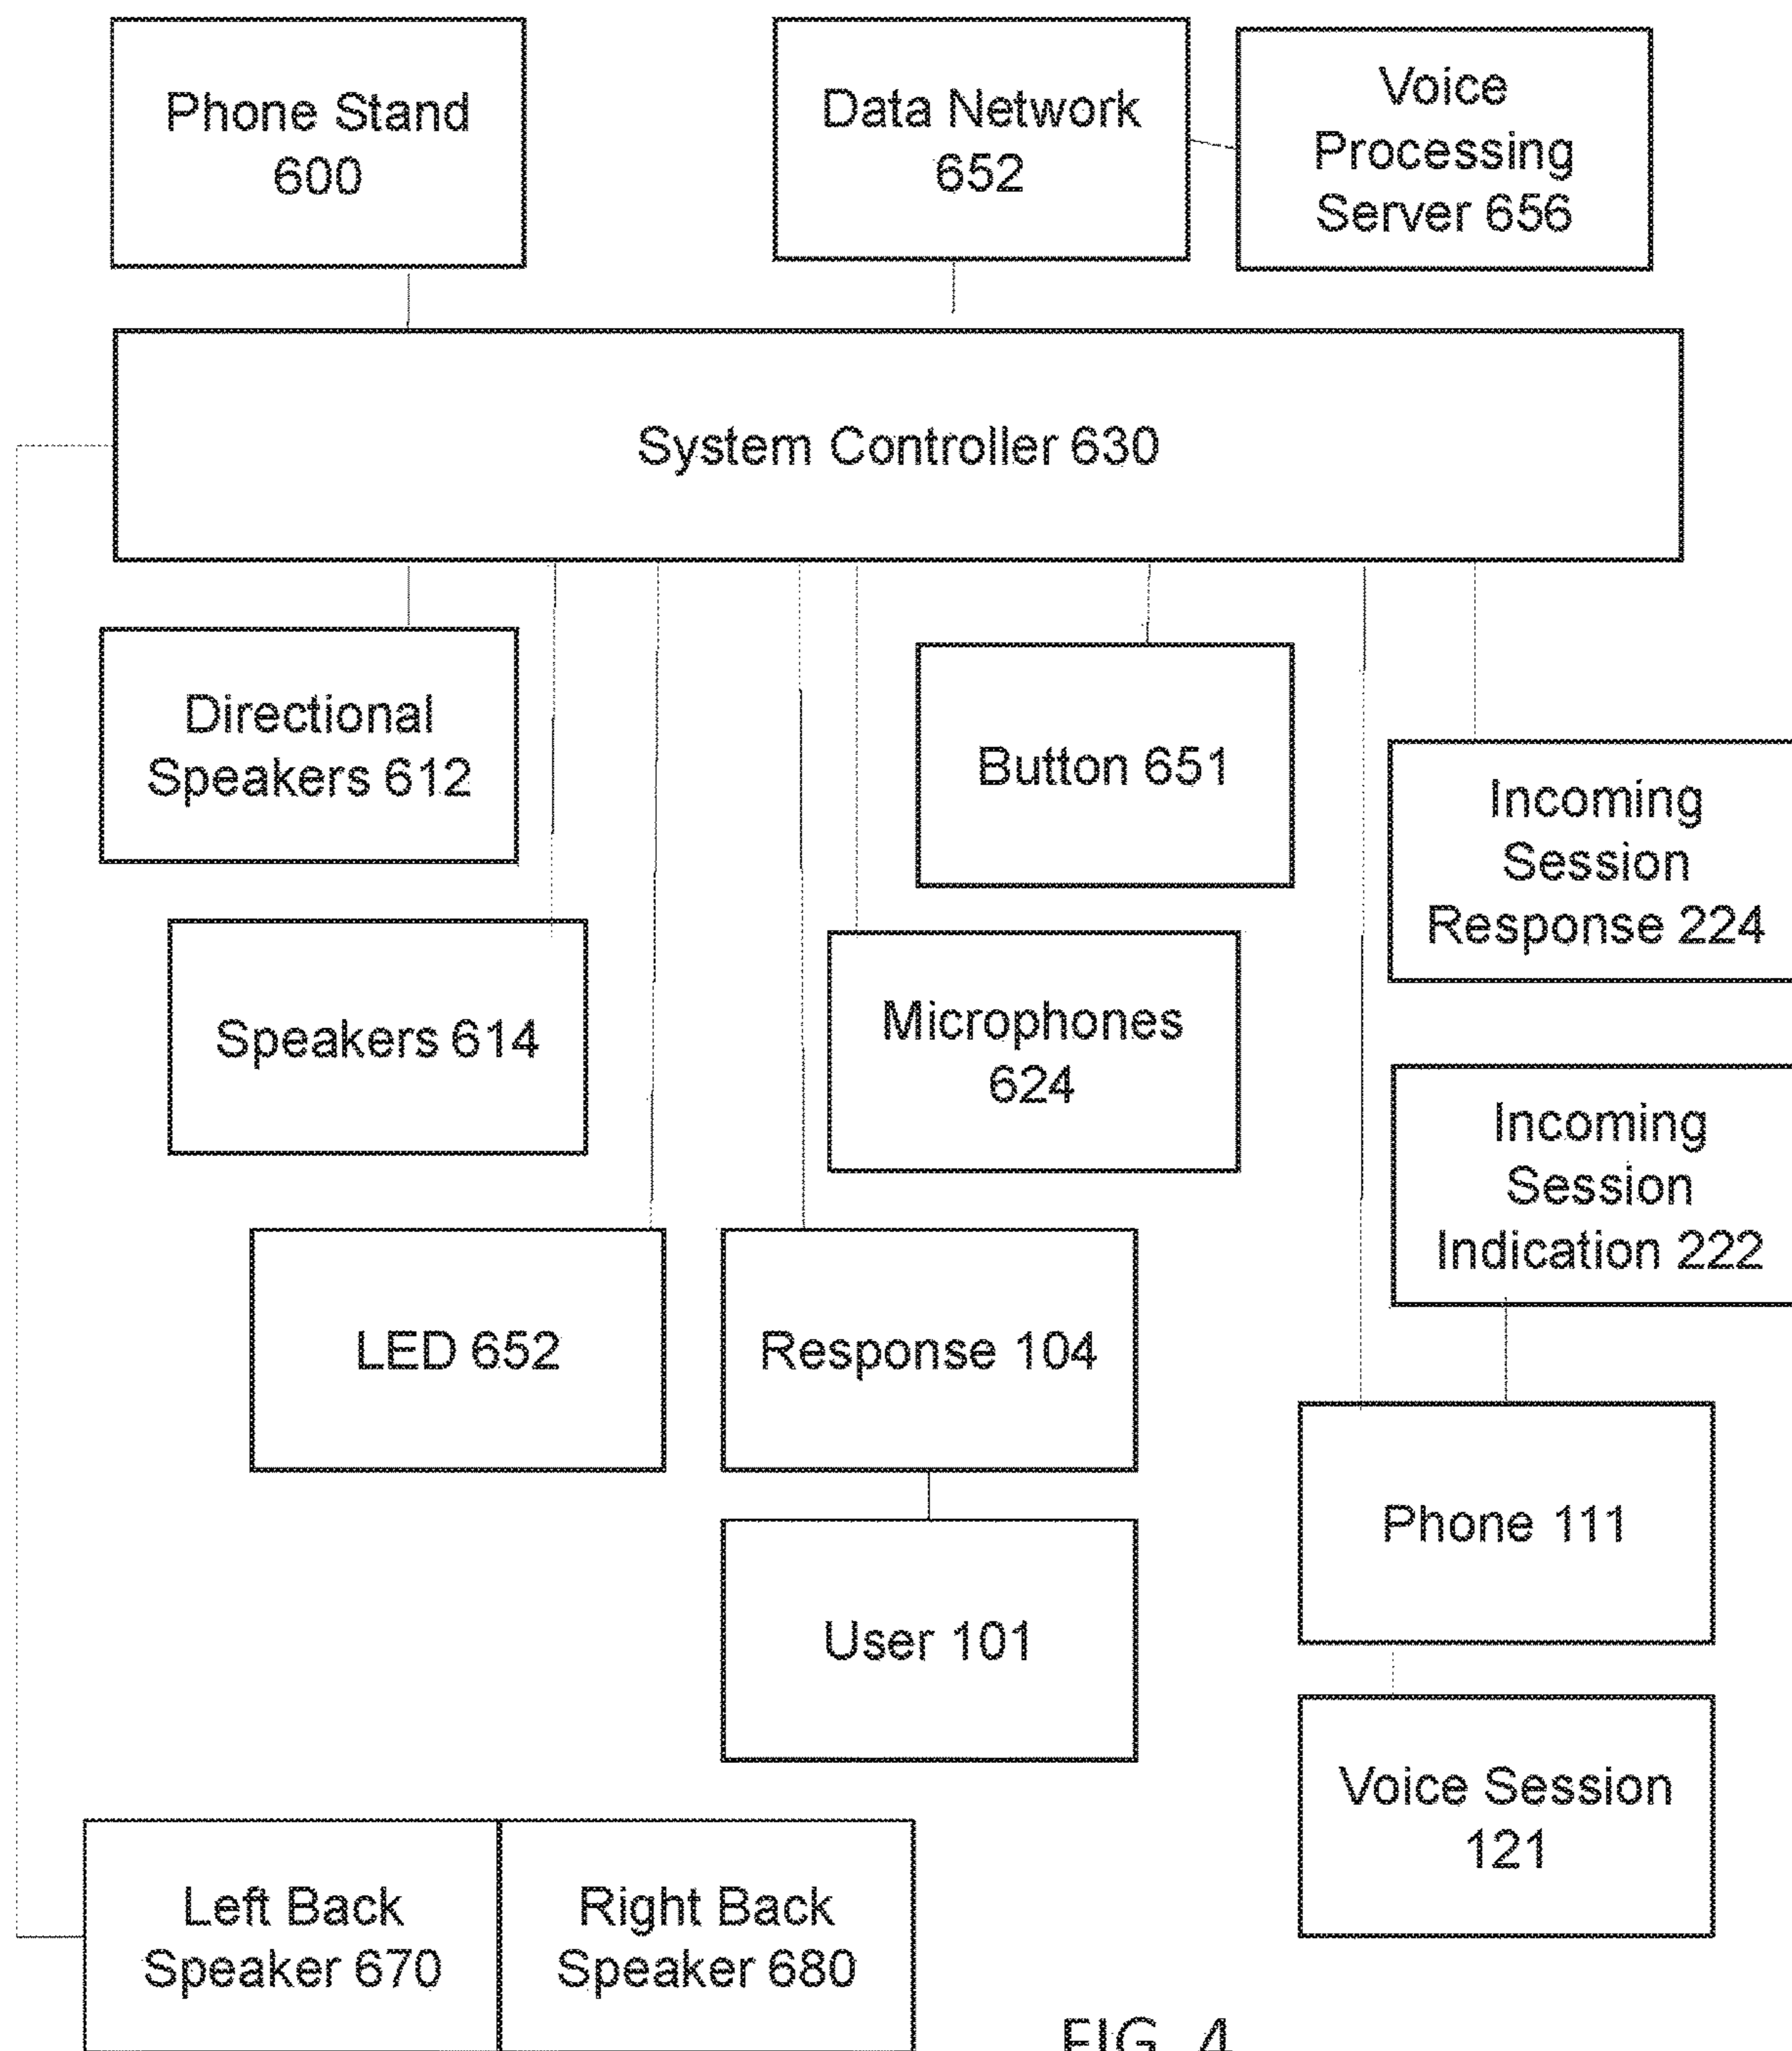 Phone Stand
600
Data Network
652
Voice
Processing
Server 656
System Controller 630
Directional
Speakers 612
Button 651
Incoming
Session
Response 224
Speakers 614
Microphones
624
Incoming
Session
Indication 222
LED 652
Response 104
Phone 111
User 101
Voice Session
121
Left Back
Speaker 670
Right Back
Speaker 680
FIG. 4